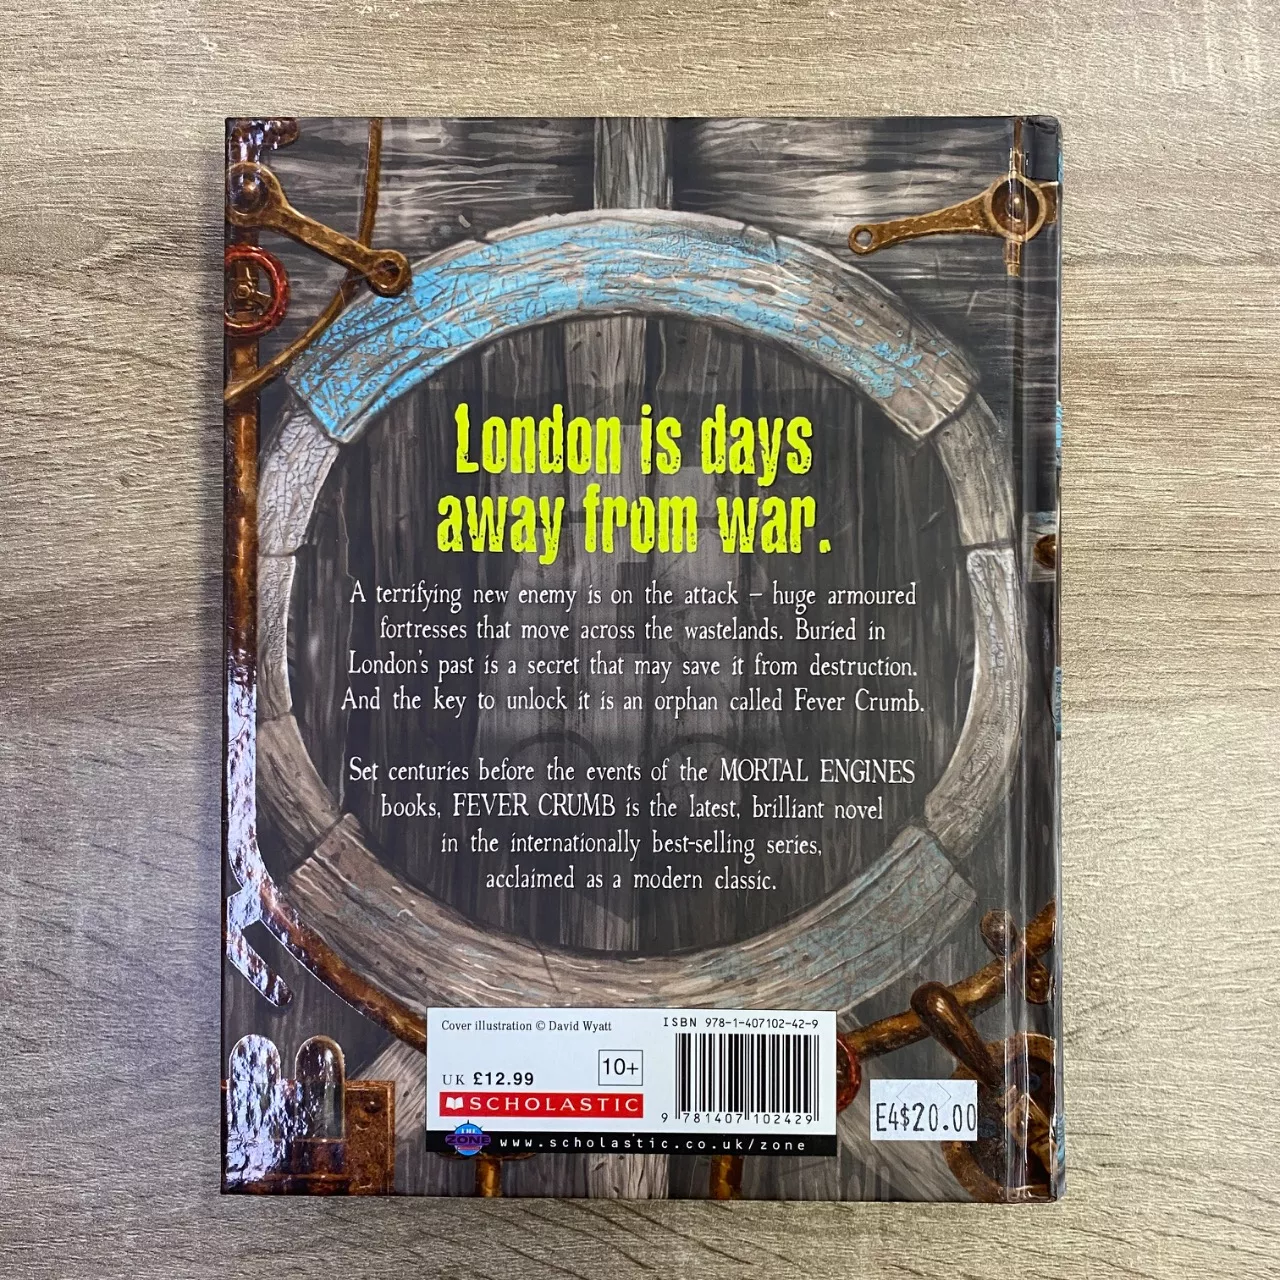 London is days
away from war.
A terrifying new enemy is on the attack – huge armoured
fortresses that move across the wastelands. Buried in
London's past is a secret that may save it from destruction.
And the key to unlock it is an orphan called Fever Crumb.
Set centuries before the events of the MORTAL ENGINES
books, FEVER CRUMB is the latest, brilliant novel
in the internationally best-selling series,
acclaimed as a modern classic.
Cover illustration © David Wyatt
ISBN 978-1-407102-42-9
10+
UK £12.99
SCHOLASTIC
9 781407 102429
THE ZONE www.scholastic.co.uk/zone
E4$20.00